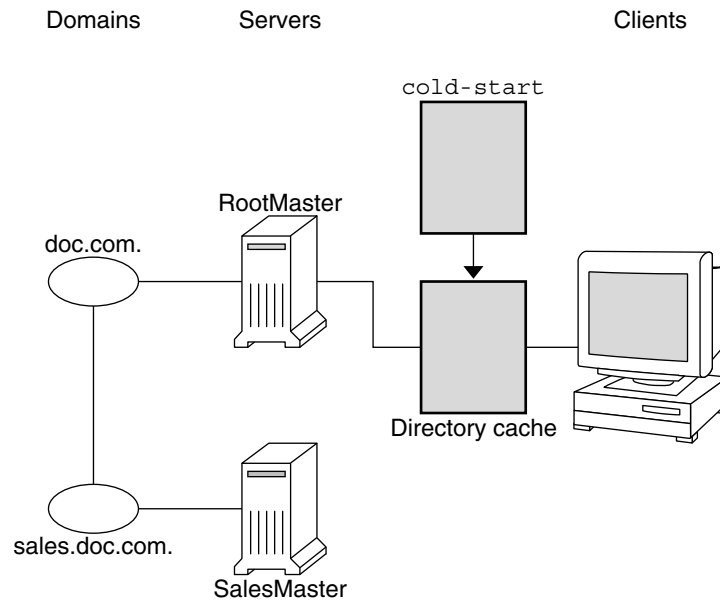 Domains
Servers
Clients
cold-start
RootMaster
doc.com.
Directory cache
sales.doc.com.
SalesMaster